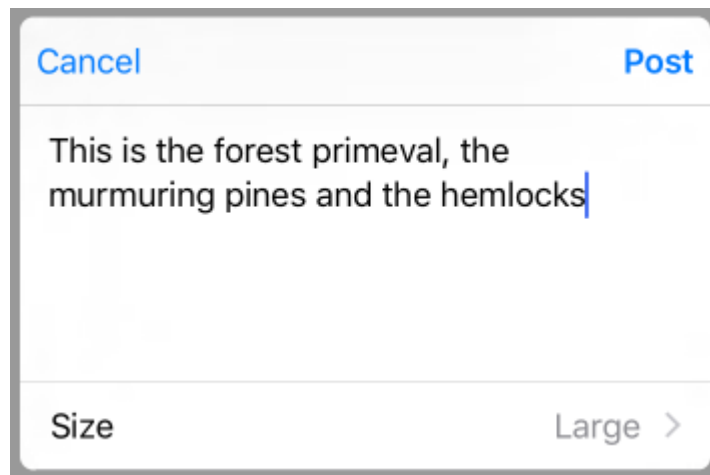 Cancel Post
This is the forest primeval, the
murmuring pines and the hemlocks
Size Large >